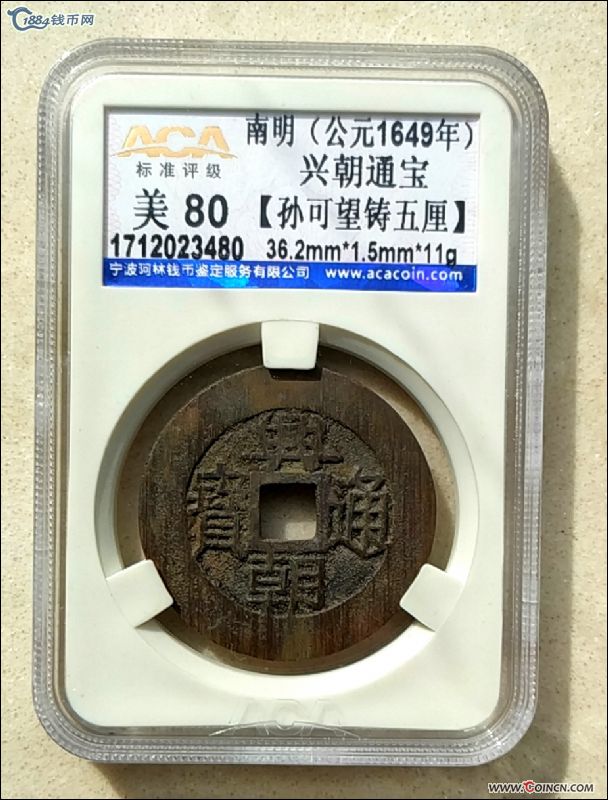 1884钱币网
ACA
标准评级
南明（公元1649年）
兴朝通宝
美 80 【孙可望铸五厘】
1712023480 36.2mm*1.5mm*11g
宁波阿林钱币鉴定服务有限公司 www.acacoin.com
興朝通寶
ACA
www.COINCN.com